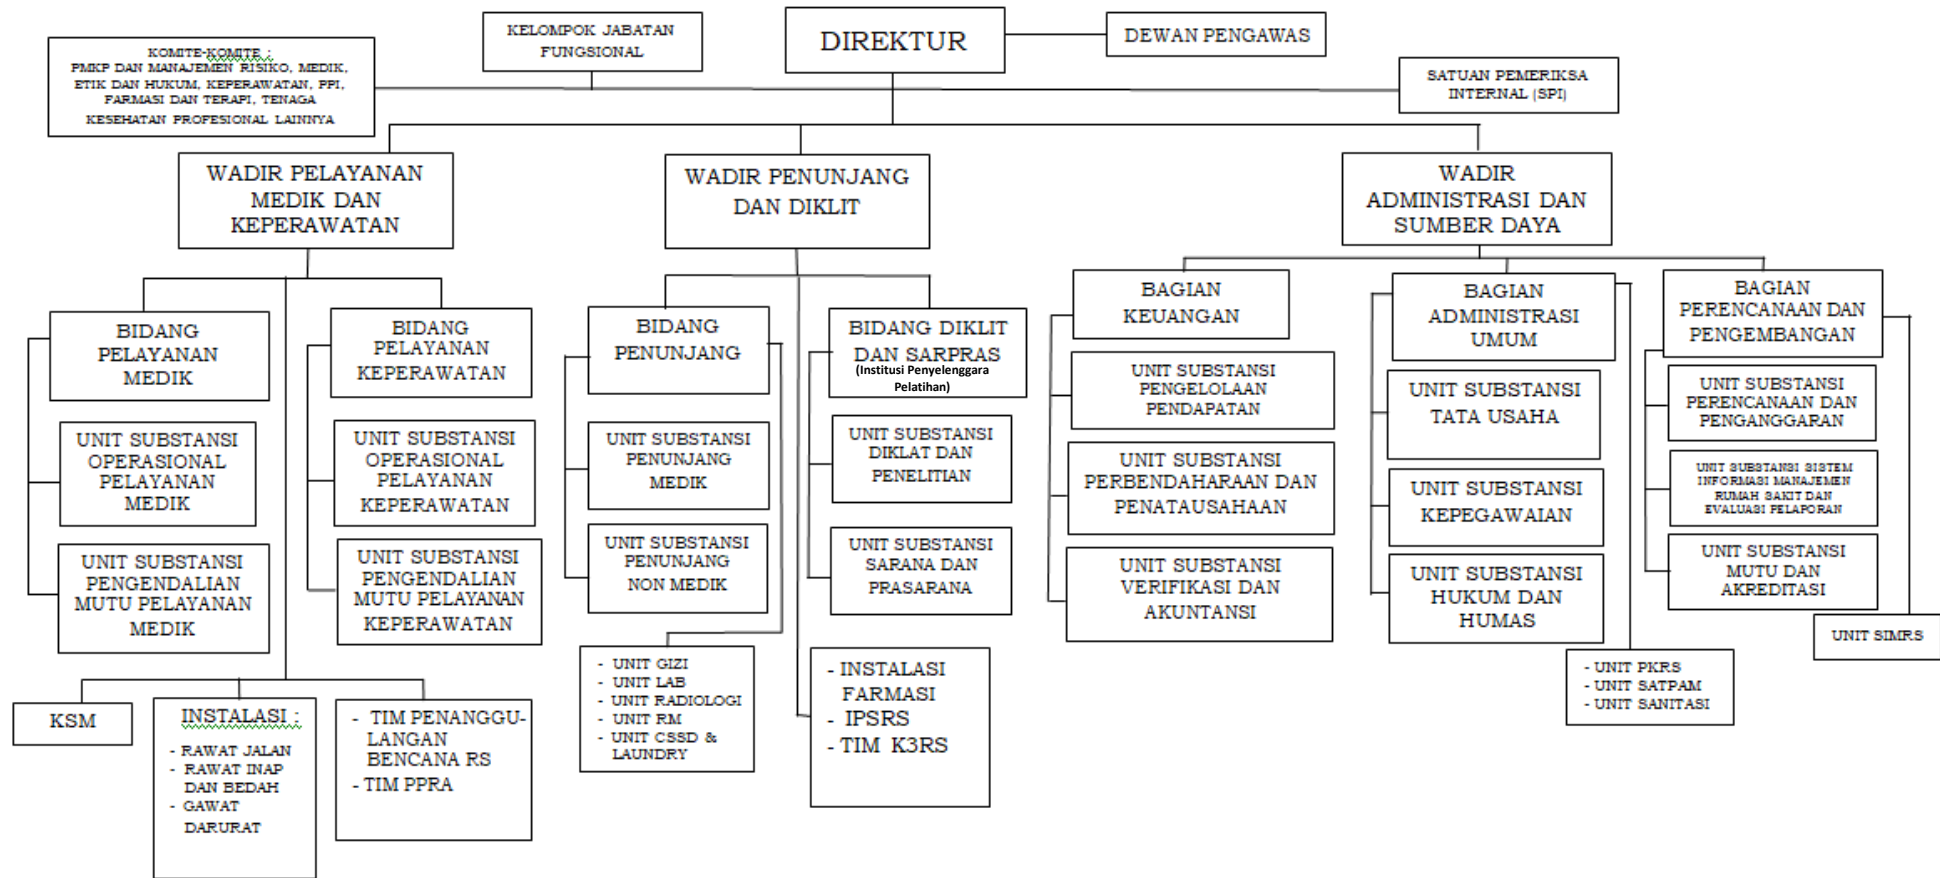 DIREKTUR
DEWAN PENGAWAS
KELOMPOK JABATAN
FUNGSIONAL
KOMITE-KOMITE :
PMKP DAN MANAJEMEN RISIKO, MEDIK,
ETIK DAN HUKUM, KEPERAWATAN, PPI,
FARMASI DAN TERAPI, TENAGA
KESEHATAN PROFESIONAL LAINNYA
SATUAN PEMERIKSA
INTERNAL (SPI)
WADIR PELAYANAN
MEDIK DAN
KEPERAWATAN
WADIR PENUNJANG
DAN DIKLIT
WADIR
ADMINISTRASI DAN
SUMBER DAYA
BIDANG
PELAYANAN
MEDIK
UNIT SUBSTANSI
OPERASIONAL
PELAYANAN
MEDIK
UNIT SUBSTANSI
PENGENDALIAN
MUTU PELAYANAN
MEDIK
BIDANG
PELAYANAN
KEPERAWATAN
UNIT SUBSTANSI
OPERASIONAL
PELAYANAN
KEPERAWATAN
UNIT SUBSTANSI
PENGENDALIAN
MUTU PELAYANAN
KEPERAWATAN
KSM
INSTALASI :
- RAWAT JALAN
- RAWAT INAP
DAN BEDAH
- GAWAT
DARURAT
- TIM PENANGGU-
LANGAN
BENCANA RS
- TIM PPRA
BIDANG
PENUNJANG
UNIT SUBSTANSI
PENUNJANG
MEDIK
UNIT SUBSTANSI
PENUNJANG
NON MEDIK
- UNIT GIZI
- UNIT LAB
- UNIT RADIOLOGI
- UNIT RM
- UNIT CSSD &
LAUNDRY
BIDANG DIKLIT
DAN SARPRAS
(Institusi Penyelenggara
Pelatihan)
UNIT SUBSTANSI
DIKLAT DAN
PENELITIAN
UNIT SUBSTANSI
SARANA DAN
PRASARANA
- INSTALASI
FARMASI
- IPSRS
- TIM K3RS
BAGIAN
KEUANGAN
UNIT SUBSTANSI
PENGELOLAAN
PENDAPATAN
UNIT SUBSTANSI
PERBENDAHARAAN DAN
PENATAUSAHAAN
UNIT SUBSTANSI
VERIFIKASI DAN
AKUNTANSI
BAGIAN
ADMINISTRASI
UMUM
UNIT SUBSTANSI
TATA USAHA
UNIT SUBSTANSI
KEPEGAWAIAN
UNIT SUBSTANSI
HUKUM DAN
HUMAS
- UNIT PKRS
- UNIT SATPAM
- UNIT SANITASI
BAGIAN
PERENCANAAN DAN
PENGEMBANGAN
UNIT SUBSTANSI
PERENCANAAN DAN
PENGANGGARAN
UNIT SUBSTANSI SISTEM
INFORMASI MANAJEMEN
RUMAH SAKIT DAN
EVALUASI PELAPORAN
UNIT SUBSTANSI
MUTU DAN
AKREDITASI
UNIT SIMRS